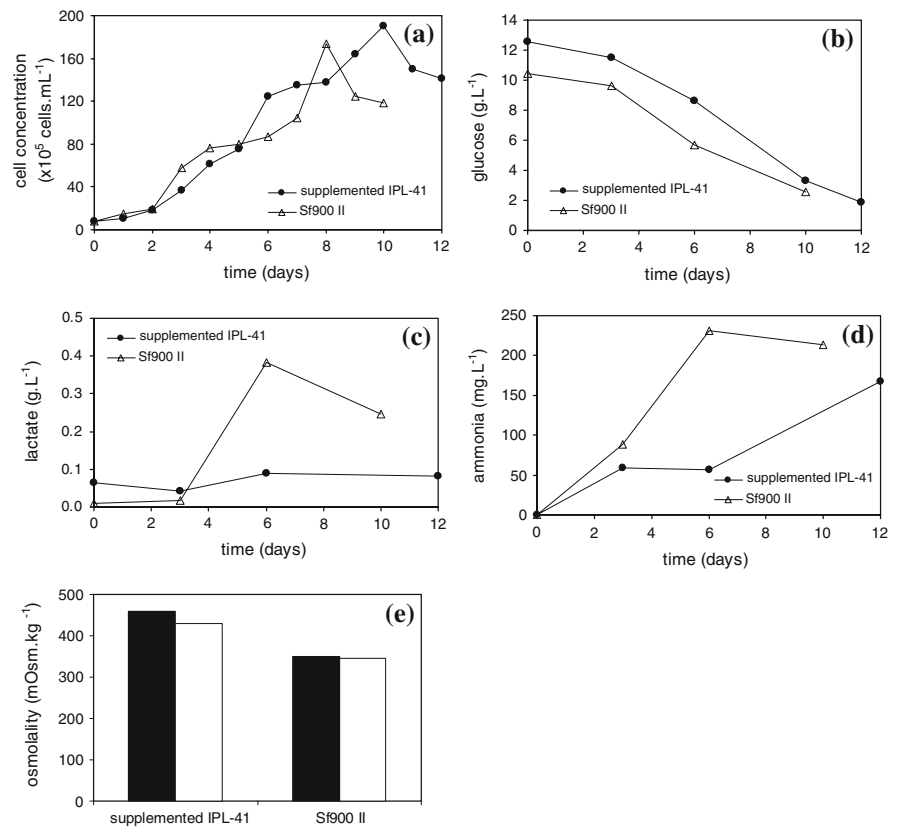 200
160
120
80
40
0
cell concentration
(x10⁵ cells.mL⁻¹)
(a)
supplemented IPL-41
Sf900 II
0 2 4 6 8 10 12
time (days)
14
12
10
8
6
4
2
0
glucose (g.L⁻¹)
(b)
supplemented IPL-41
Sf900 II
0 2 4 6 8 10 12
time (days)
0.5
0.4
0.3
0.2
0.1
0.0
lactate (g.L⁻¹)
supplemented IPL-41
Sf900 II
(c)
0 2 4 6 8 10 12
time (days)
250
200
150
100
50
0
ammonia (mg.L⁻¹)
(d)
supplemented IPL-41
Sf900 II
0 2 4 6 8 10 12
time (days)
500
400
300
200
100
0
osmolality (mOsm.kg⁻¹)
(e)
supplemented IPL-41 Sf900 II